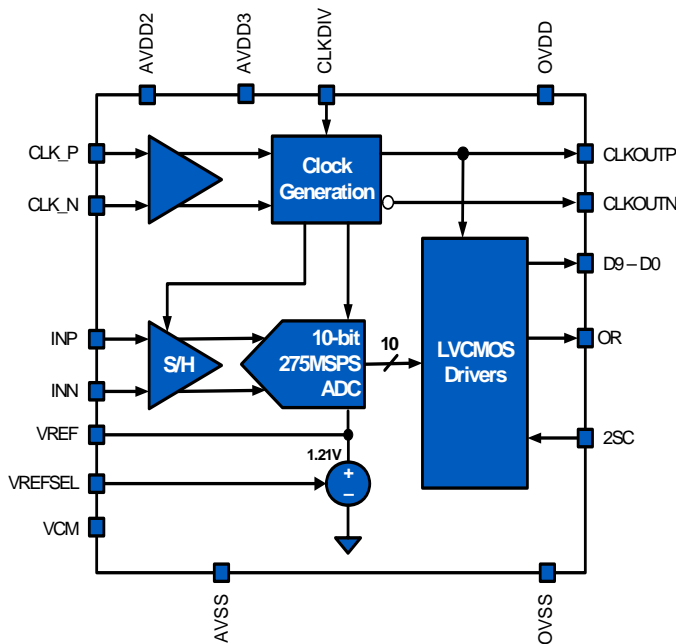 AVDD2
AVDD3
CLKDIV
OVDD
CLK_P
CLK_N
Clock
Generation
CLKOUTP
CLKOUTN
D9 – D0
INP
INN
S/H
10-bit
275MSPS
ADC
10
LVCMOS
Drivers
OR
VREF
1.21V
2SC
VREFSEL
+
–
VCM
AVSS
OVSS